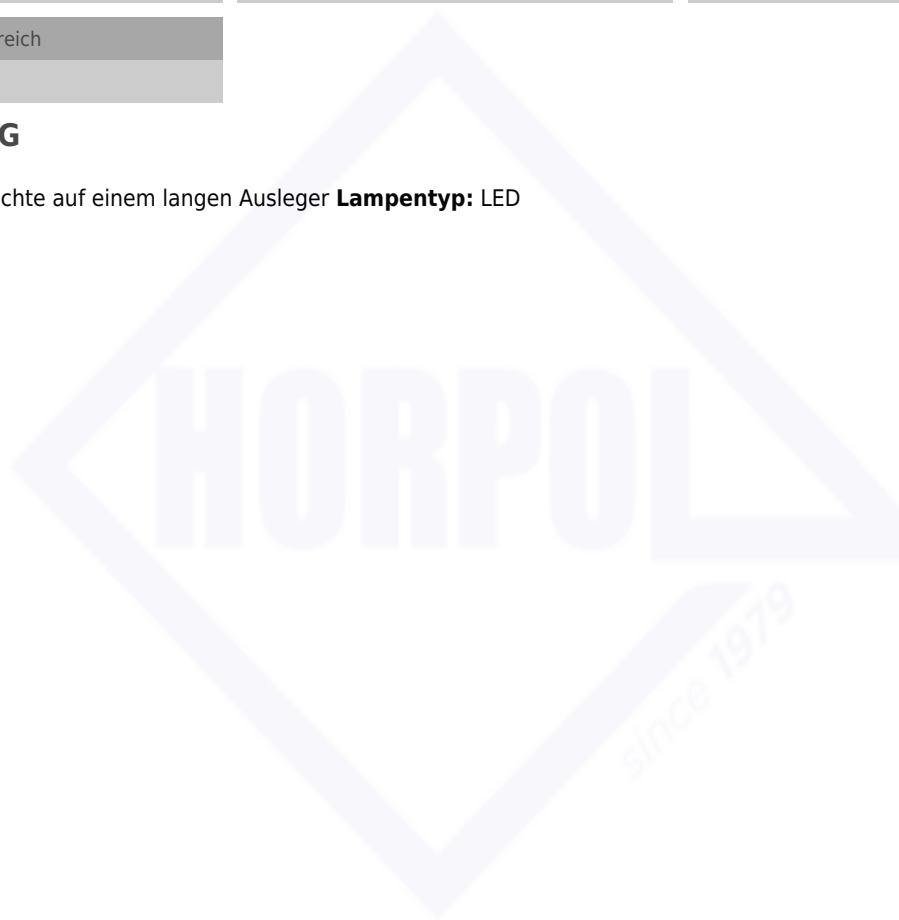 reich
G
chte auf einem langen Ausleger Lampentyp: LED
HORPOL
since 1979